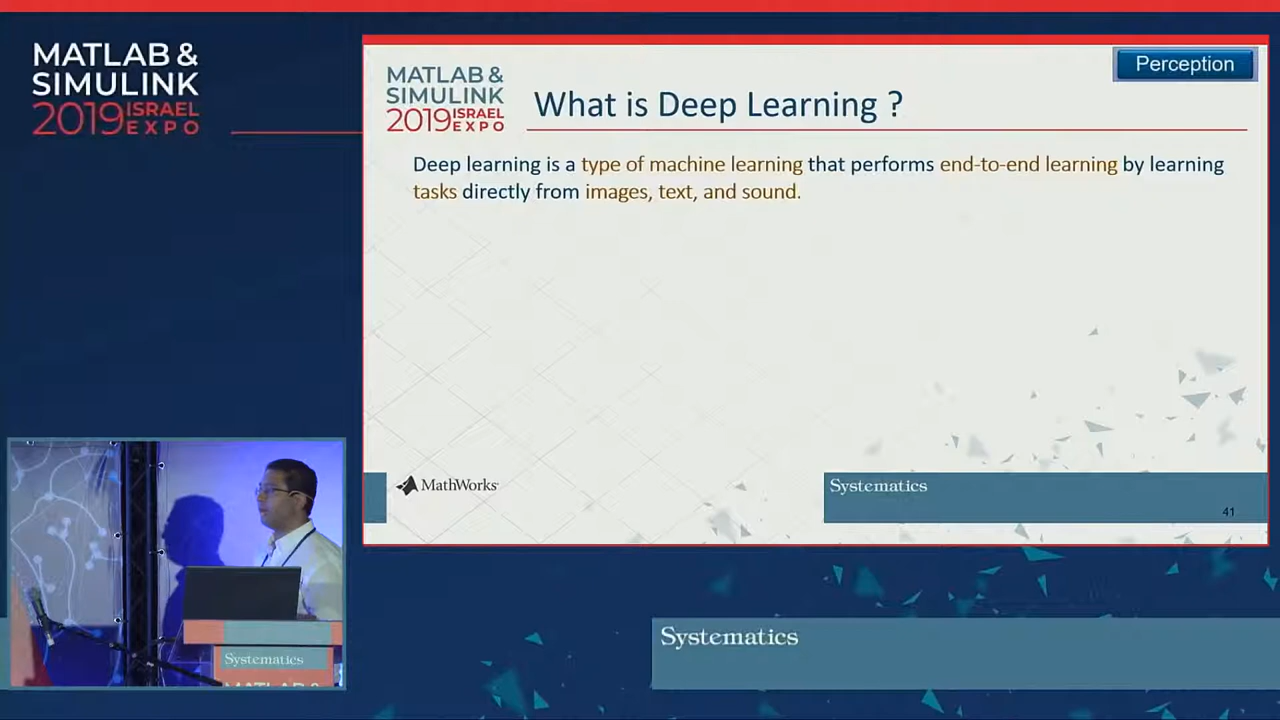 MATLAB &
SIMULINK
2019 ISRAEL
EXPO
MATLAB &
SIMULINK
2019 ISRAEL
EXPO
Perception
What is Deep Learning ?
Deep learning is a type of machine learning that performs end-to-end learning by learning
tasks directly from images, text, and sound.
MathWorks
Systematics
41
Systematics
Systematics
MATLAB &